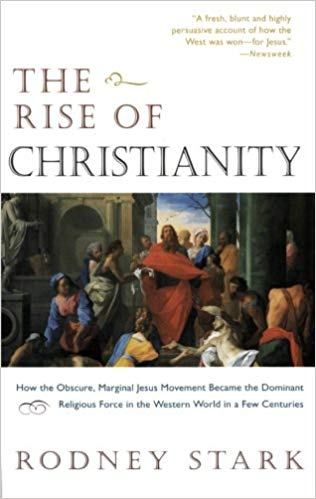 "A fresh, blunt and highly
persuasive account of how the
West was won—for Jesus."
—Newsweek
THE
RISE OF
CHRISTIANITY
How the Obscure, Marginal Jesus Movement Became the Dominant
Religious Force in the Western World in a Few Centuries
RODNEY STARK